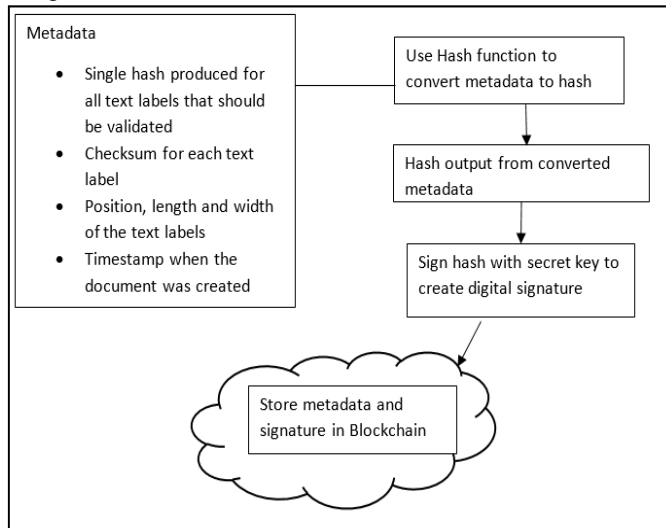 Metadata
• Single hash produced for
all text labels that should
be validated
• Checksum for each text
label
• Position, length and width
of the text labels
• Timestamp when the
document was created
Use Hash function to
convert metadata to hash
Hash output from converted
metadata
Sign hash with secret key to
create digital signature
Store metadata and
signature in Blockchain